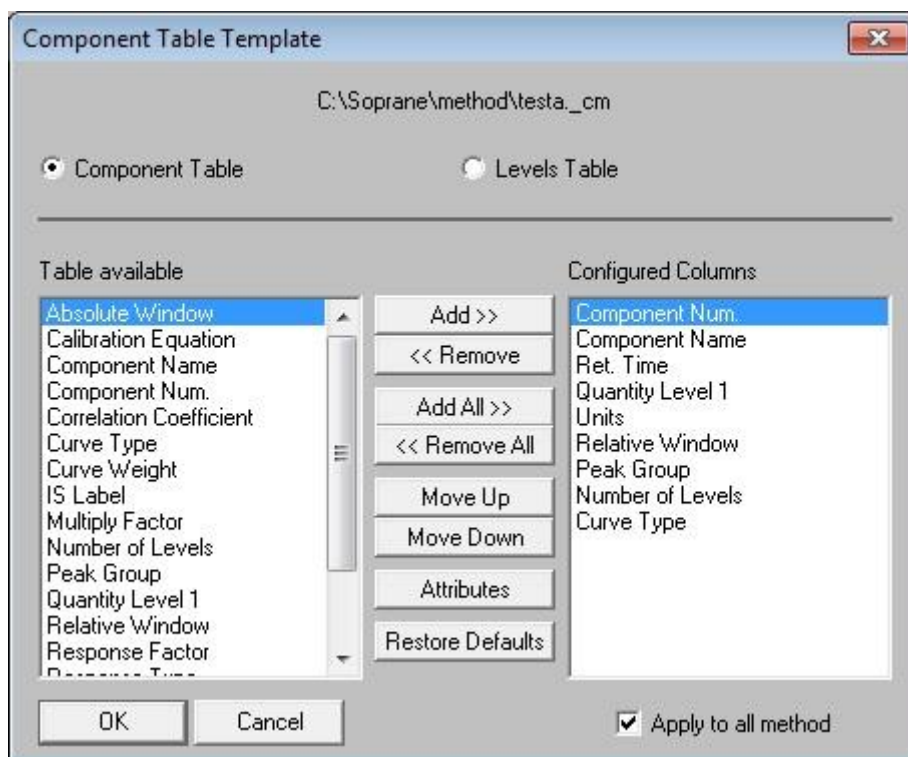 Component Table Template
C:\Soprane\method\testa._cm
Component Table
Levels Table
Table available
Absolute Window
Calibration Equation
Component Name
Component Num.
Correlation Coefficient
Curve Type
Curve Weight
IS Label
Multiply Factor
Number of Levels
Peak Group
Quantity Level 1
Relative Window
Response Factor
Response Type
Add >>
<< Remove
Add All >>
<< Remove All
Move Up
Move Down
Attributes
Restore Defaults
Configured Columns
Component Num.
Component Name
Ret. Time
Quantity Level 1
Units
Relative Window
Peak Group
Number of Levels
Curve Type
OK
Cancel
Apply to all method